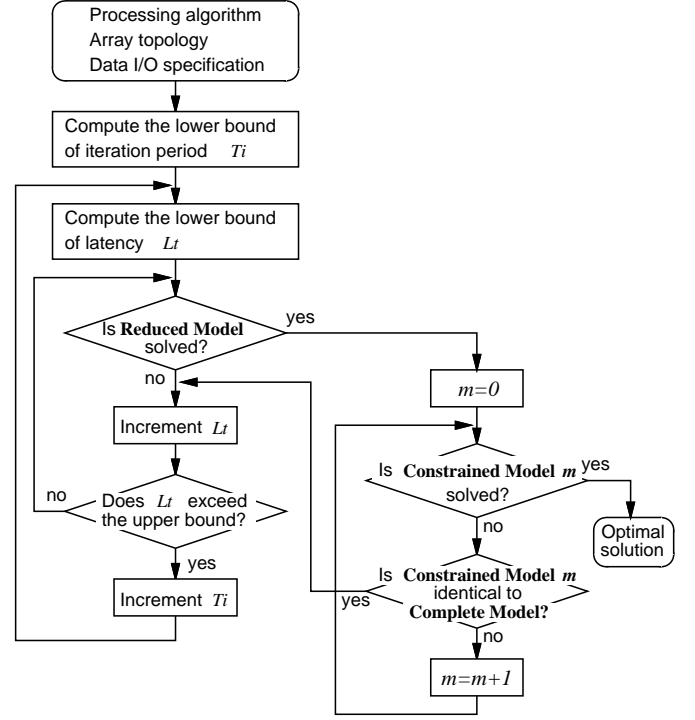 Processing algorithm
Array topology
Data I/O specification
Compute the lower bound
of iteration period Ti
Compute the lower bound
of latency Lt
Is Reduced Model
solved?
yes
no
Increment Lt
Does Lt exceed
the upper bound?
no
yes
Increment Ti
m=0
Is Constrained Model m
solved?
yes
no
Optimal
solution
Is Constrained Model m
identical to
Complete Model?
yes
no
m=m+1